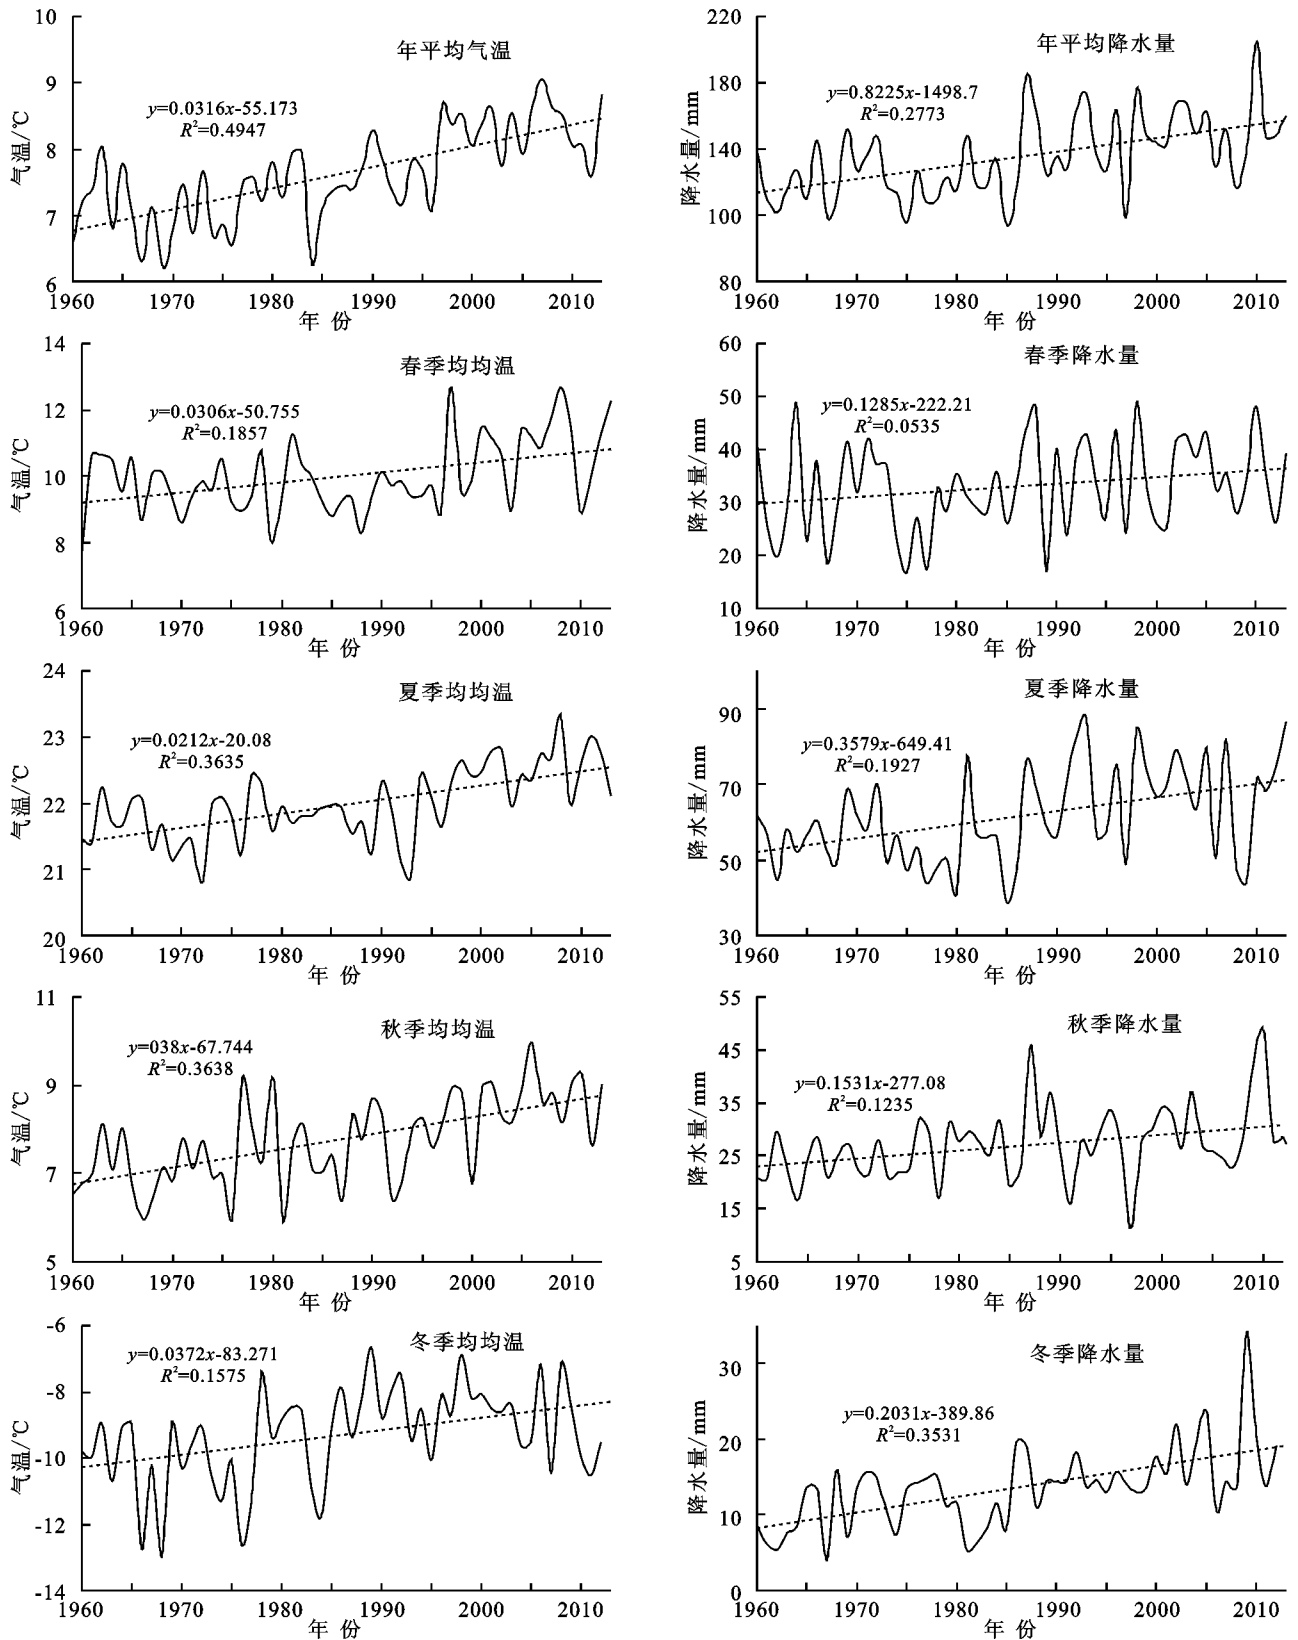 年平均气温
y=0.0316x-55.173
R²=0.4947
气温/℃
10
9
8
7
6
1960 1970 1980 1990 2000 2010
年 份
年平均降水量
y=0.8225x-1498.7
R²=0.2773
降水量/mm
220
180
140
100
80
1960 1970 1980 1990 2000 2010
年 份
春季均均温
y=0.0306x-50.755
R²=0.1857
气温/℃
14
12
10
8
6
1960 1970 1980 1990 2000 2010
年 份
春季降水量
y=0.1285x-222.21
R²=0.0535
降水量/mm
60
50
40
30
20
10
1960 1970 1980 1990 2000 2010
年 份
夏季均均温
y=0.0212x-20.08
R²=0.3635
气温/℃
24
23
22
21
20
1960 1970 1980 1990 2000 2010
年 份
夏季降水量
y=0.3579x-649.41
R²=0.1927
降水量/mm
90
70
50
30
1960 1970 1980 1990 2000 2010
年 份
秋季均均温
y=038x-67.744
R²=0.3638
气温/℃
11
9
7
5
1960 1970 1980 1990 2000 2010
年 份
秋季降水量
y=0.1531x-277.08
R²=0.1235
降水量/mm
55
45
35
25
15
5
1960 1970 1980 1990 2000 2010
年 份
冬季均均温
y=0.0372x-83.271
R²=0.1575
气温/℃
-6
-8
-10
-12
-14
1960 1970 1980 1990 2000 2010
年 份
冬季降水量
y=0.2031x-389.86
R²=0.3531
降水量/mm
30
20
10
0
1960 1970 1980 1990 2000 2010
年 份